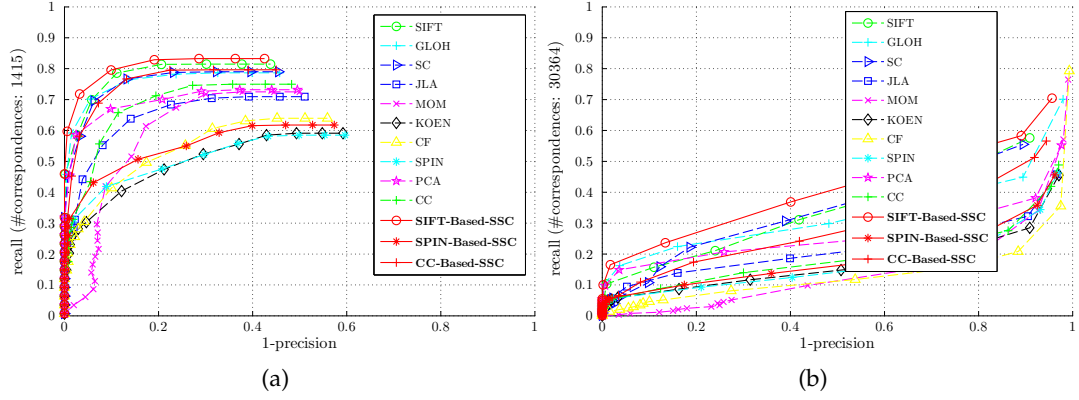 1
0.9
0.8
0.7
0.6
0.5
0.4
0.3
0.2
0.1
0
0
0.2
0.4
0.6
0.8
1
recall (#correspondences: 1415)
1-precision
SIFT
GLOH
SC
JLA
MOM
KOEN
CF
SPIN
PCA
CC
SIFT-Based-SSC
SPIN-Based-SSC
CC-Based-SSC
(a)
1
0.9
0.8
0.7
0.6
0.5
0.4
0.3
0.2
0.1
0
0
0.2
0.4
0.6
0.8
1
recall (#correspondences: 30364)
1-precision
SIFT
GLOH
SC
JLA
MOM
KOEN
CF
SPIN
PCA
CC
SIFT-Based-SSC
SPIN-Based-SSC
CC-Based-SSC
(b)